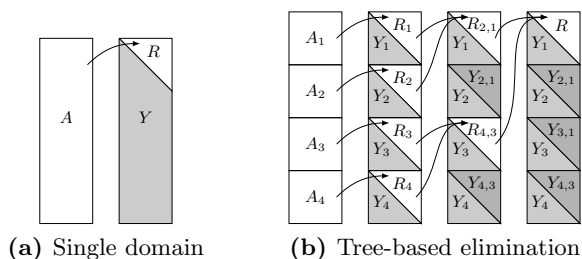 A R Y
A₁ R₁ Y₁ R₂,₁ Y₁ R Y₁
A₂ R₂ Y₂ Y₂,₁ Y₂ Y₂,₁ Y₂
A₃ R₃ Y₃ R₄,₃ Y₃ Y₃,₁ Y₃
A₄ R₄ Y₄ Y₄,₃ Y₄ Y₄,₃ Y₄
(a) Single domain
(b) Tree-based elimination